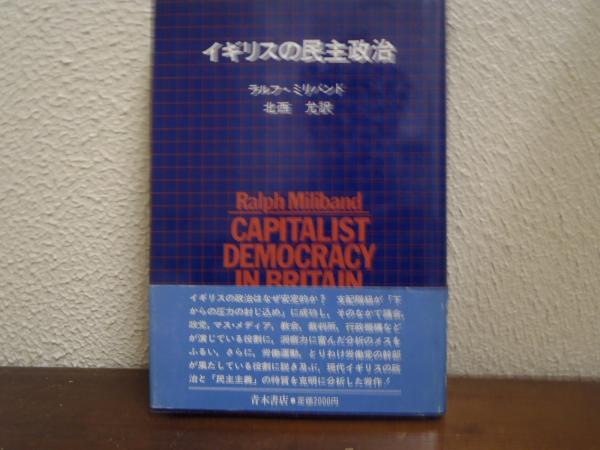 イギリスの民主政治
ラルフ・ミリバンド
北西 允訳
Ralph Miliband
CAPITALIST
DEMOCRACY
IN BRITAIN
イギリスの政治はなぜ安定的か? 支配階級が「下
からの圧力の封じ込め」に成功し、そのなかで議会、
政党、マス・メディア、教会、裁判所、行政機構など
が演じている役割に、洞察力に富んだ分析のメスを
ふるい、さらに、労働運動、とりわけ労働党の幹部
が果たしている役割に説き及ぶ。現代イギリスの政
治と「民主主義」の特質を克明に分析した労作!
青木書店●定価2000円